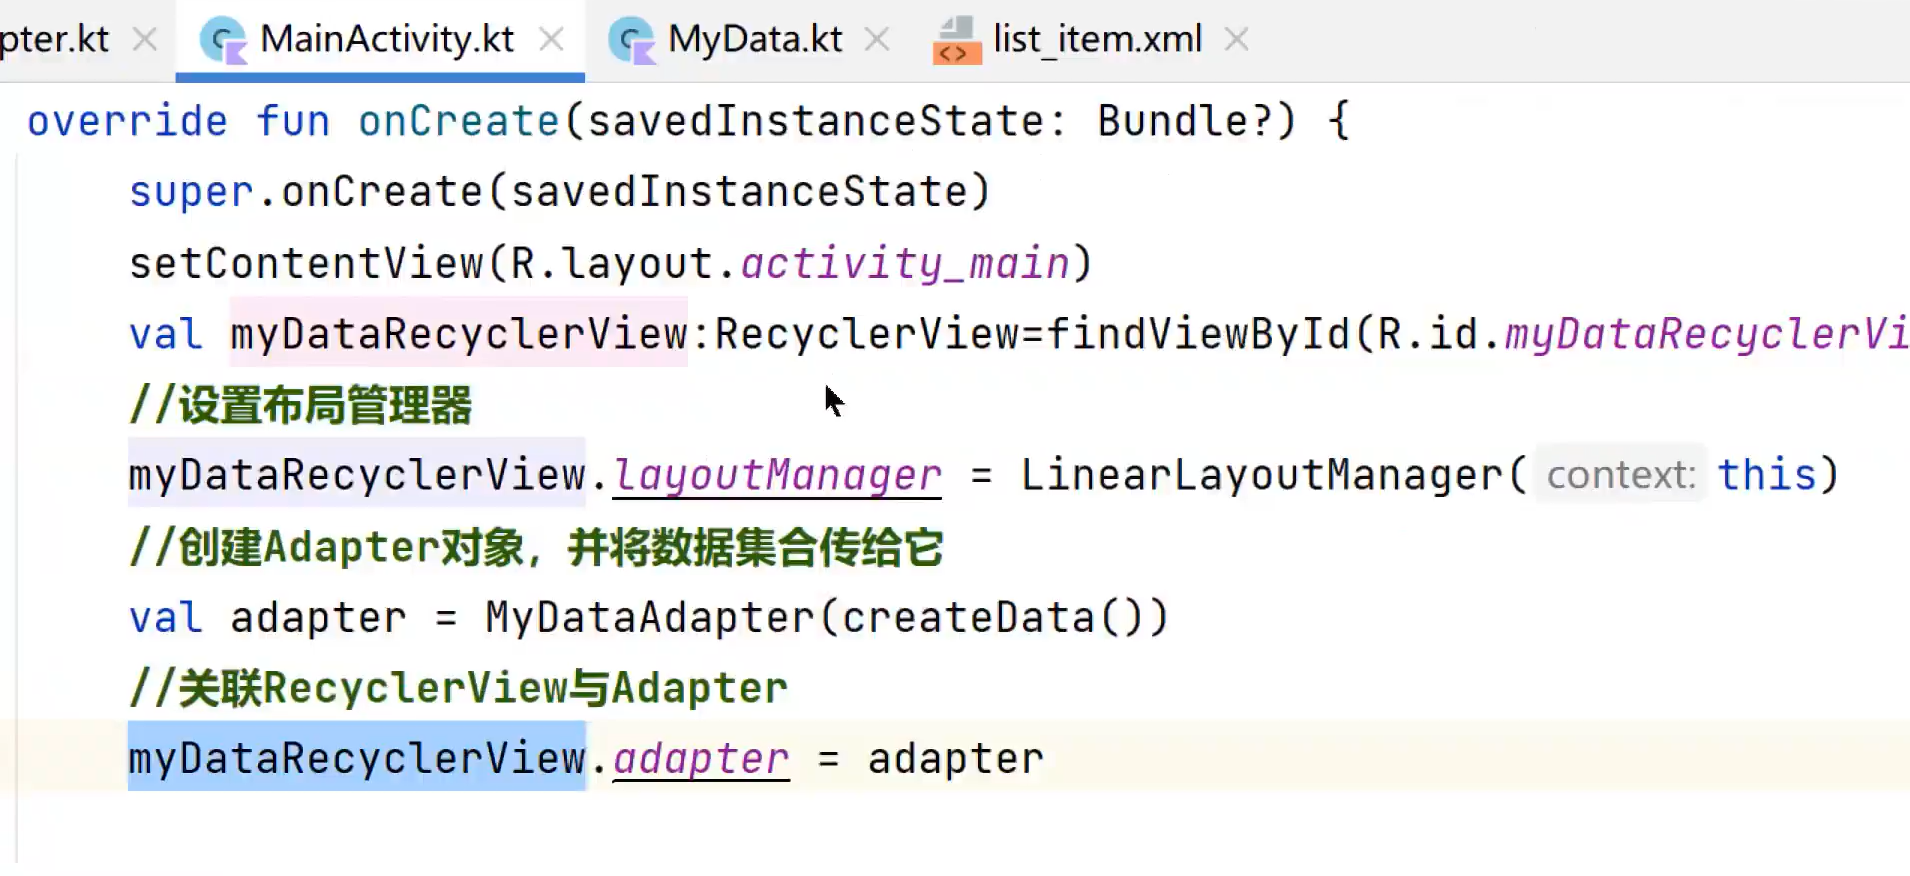 pter.kt MainActivity.kt MyData.kt list_item.xml
override fun onCreate(savedInstanceState: Bundle?) {
super.onCreate(savedInstanceState)
setContentView(R.layout.activity_main)
val myDataRecyclerView:RecyclerView=findViewById(R.id.myDataRecyclerVi
//设置布局管理器
myDataRecyclerView.layoutManager = LinearLayoutManager( context: this)
//创建Adapter对象，并将数据集合传给它
val adapter = MyDataAdapter(createData())
//关联RecyclerView与Adapter
myDataRecyclerView.adapter = adapter